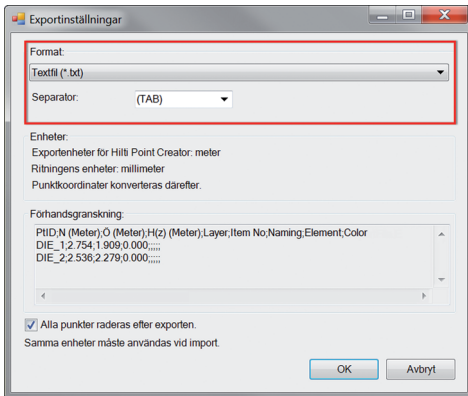 Exportinställningar
Format:
Textfil (*.txt)
Separator:
(TAB)
Enheter:
Exportenheter för Hilti Point Creator: meter
Ritningens enheter: millimeter
Punktkoordinater konverteras därefter.
Förhandsgranskning:
PtID;N (Meter);Ö (Meter);H(z) (Meter);Layer;Item No;Naming;Element;Color
DIE_1;2.754;1.909;0.000;;;;;
DIE_2;2.536;2.279;0.000;;;;;
Alla punkter raderas efter exporten.
Samma enheter måste användas vid import.
OK
Avbryt